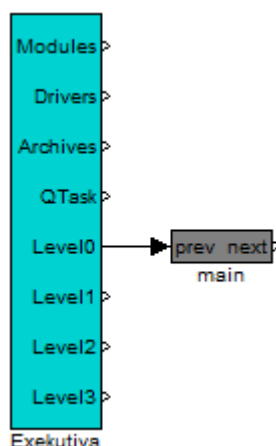 Modules
Drivers
Archives
QTask
Level0
prev next
main
Level1
Level2
Level3
Exekutiva